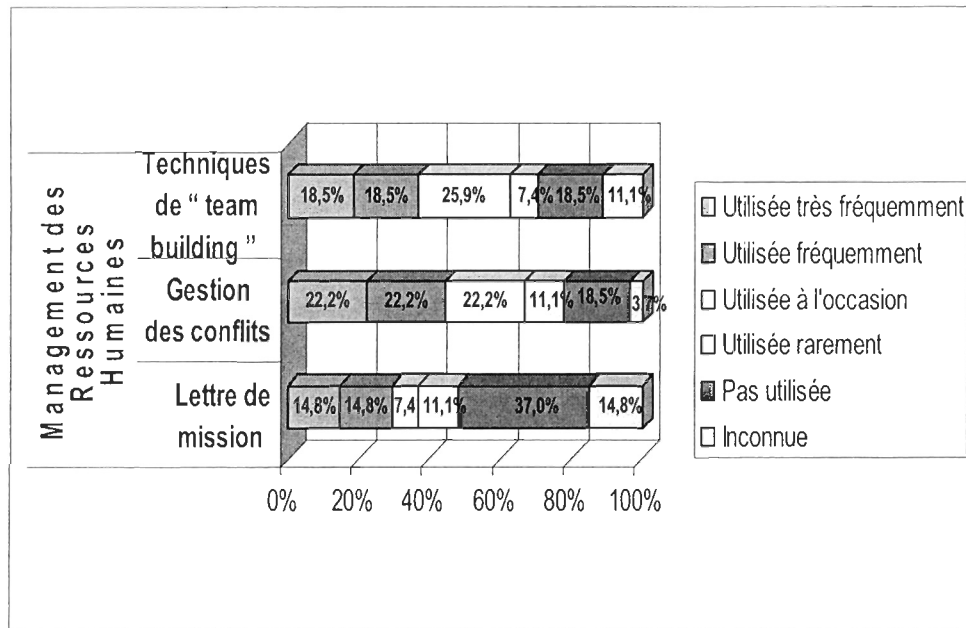 Management des
Ressources
Humaines
Techniques
de " team
building "
18,5% 18,5% 25,9% 7,4% 18,5% 11,1%
Gestion
des conflits
22,2% 22,2% 22,2% 11,1% 18,5% 3,7%
Lettre de
mission
14,8% 14,8% 7,4 11,1% 37,0% 14,8%
0% 20% 40% 60% 80% 100%
Utilisée très fréquemment
Utilisée fréquemment
Utilisée à l'occasion
Utilisée rarement
Pas utilisée
Inconnue